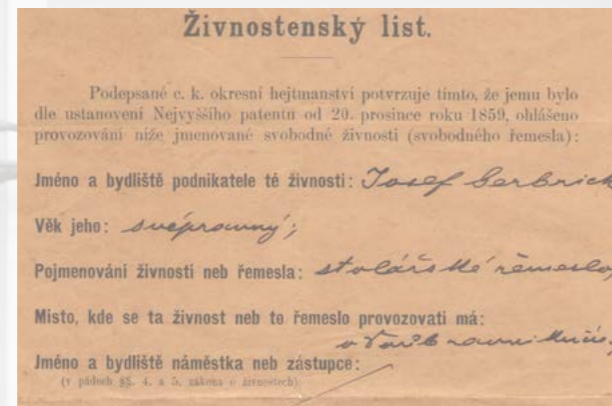 Živnostenský list.
Podepsané c. k. okresní hejtmanství potvrzuje tímto, že jemu bylo
dle ustanovení Nejvyššího patentu od 20. prosince roku 1859, ohlášeno
provozování níže jmenované svobodné živnosti (svobodného řemesla):
Jméno a bydliště podnikatele té živnosti: Josef
Věk jeho: svéprávný;
Pojmenování živnosti neb řemesla: stolářské řemeslo,
Místo, kde se ta živnost neb to řemeslo provozovati má:
Jméno a bydliště náměstka neb zástupce:
(v pádech §§. 4. a 5. zákona o živnostech)